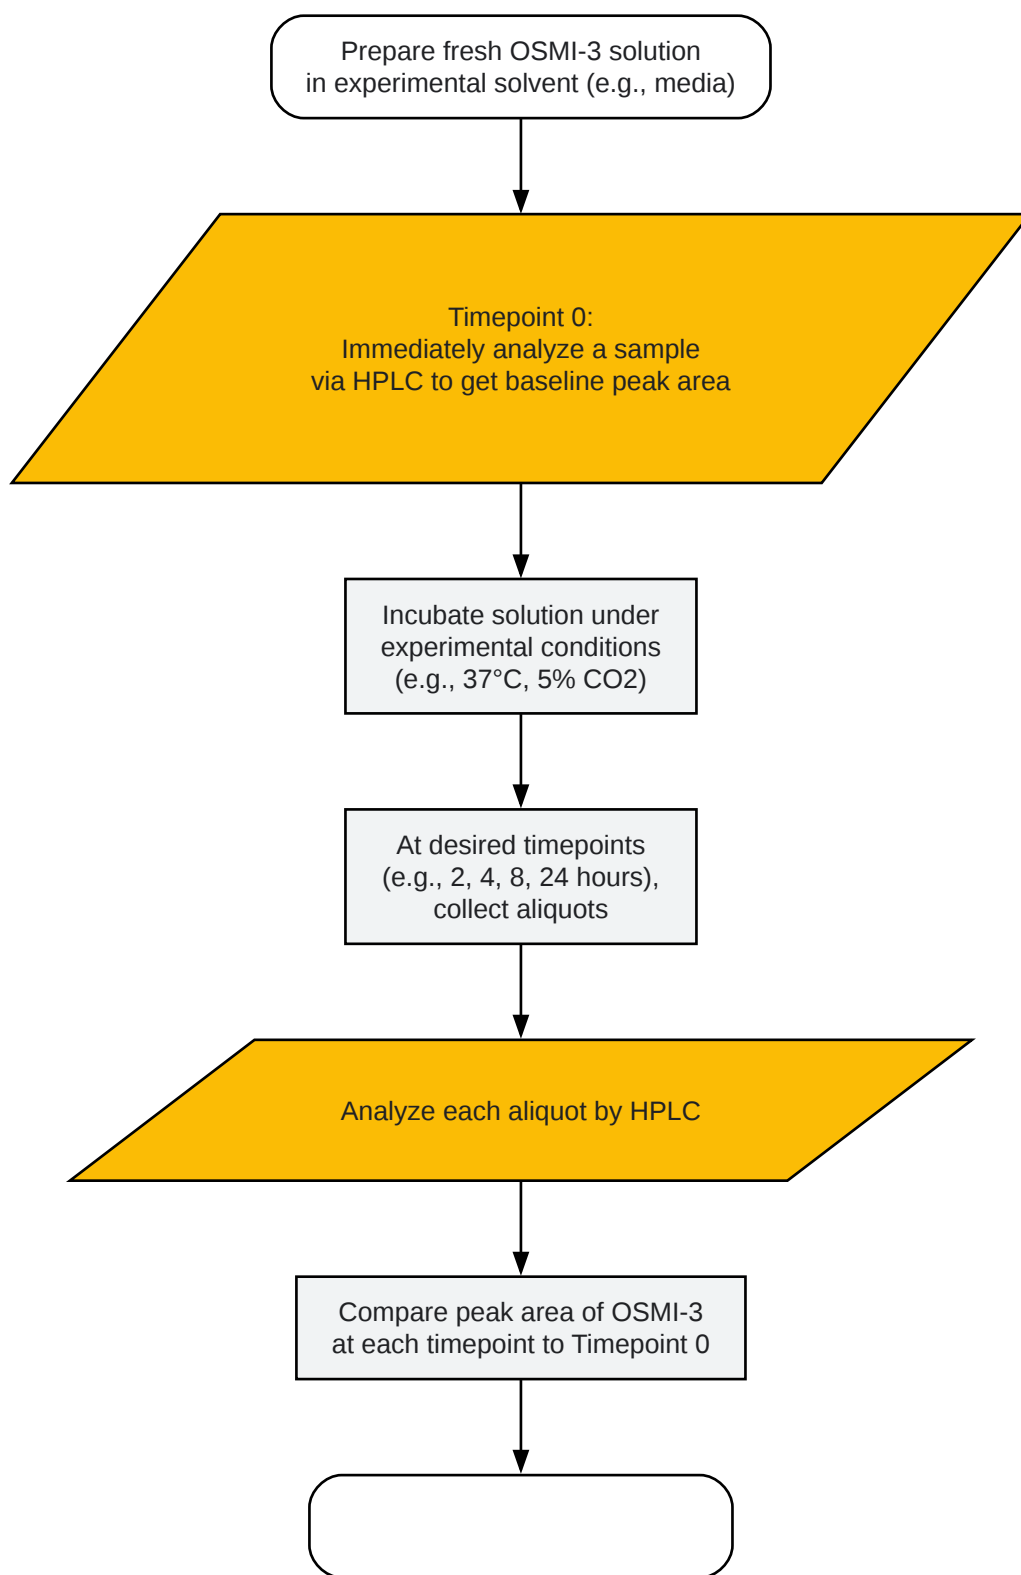 Prepare fresh OSMI-3 solution
in experimental solvent (e.g., media)
Timepoint 0:
Immediately analyze a sample
via HPLC to get baseline peak area
Incubate solution under
experimental conditions
(e.g., 37°C, 5% CO2)
At desired timepoints
(e.g., 2, 4, 8, 24 hours),
collect aliquots
Analyze each aliquot by HPLC
Compare peak area of OSMI-3
at each timepoint to Timepoint 0